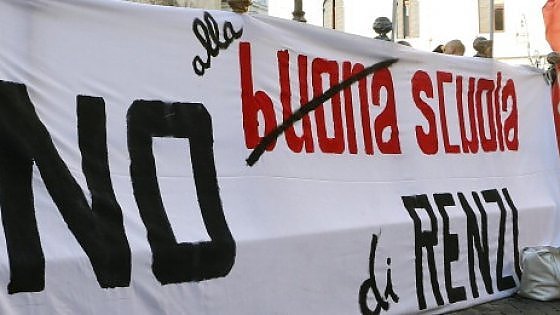 NO alla buona scuola
di RENZI